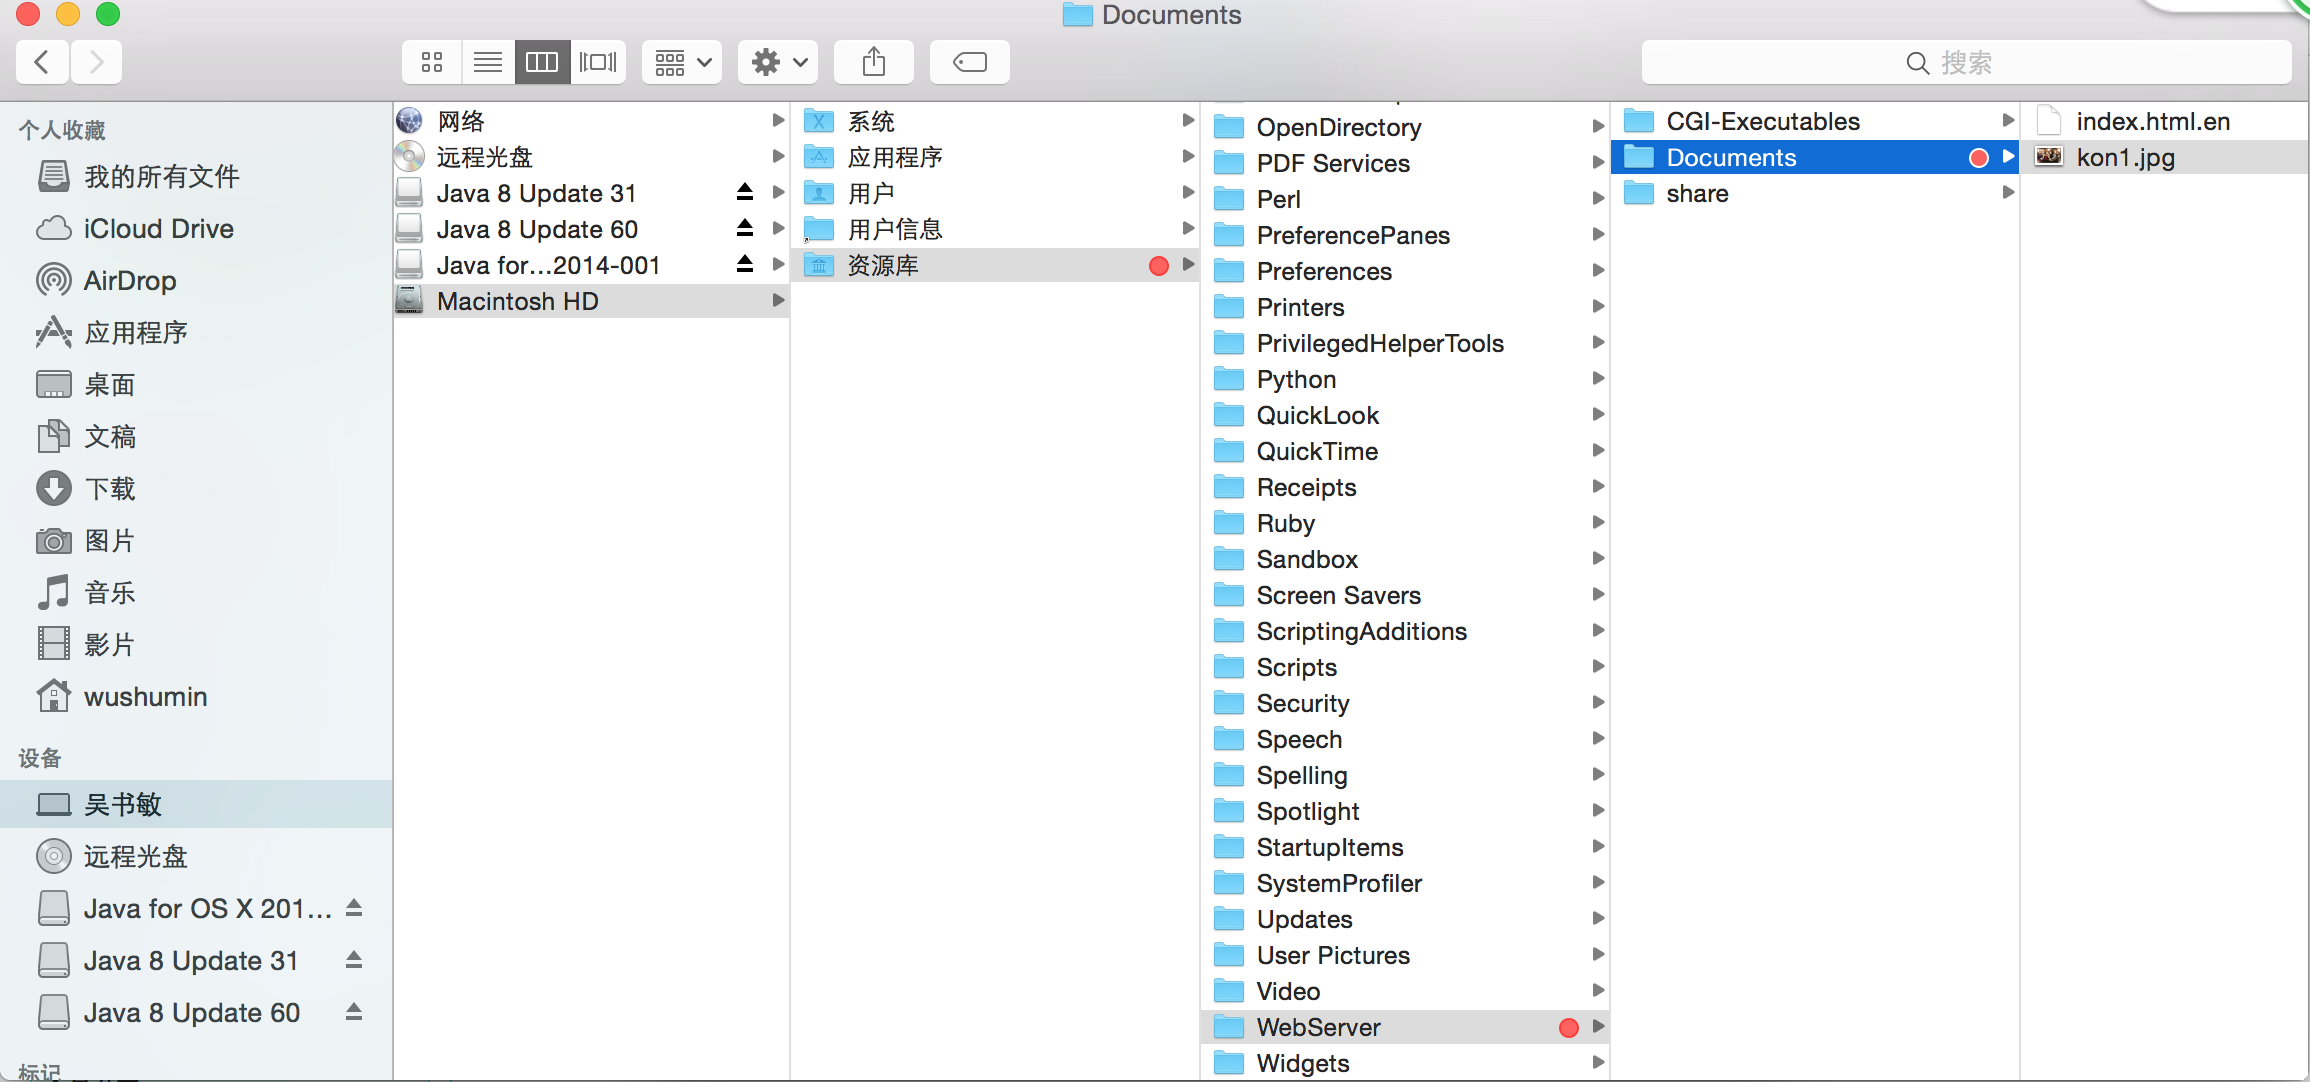 Documents
搜索
个人收藏
我的所有文件
iCloud Drive
AirDrop
应用程序
桌面
文稿
下载
图片
音乐
影片
wushumin
设备
吴书敏
远程光盘
Java for OS X 201...
Java 8 Update 31
Java 8 Update 60
标记
网络
远程光盘
Java 8 Update 31
Java 8 Update 60
Java for...2014-001
Macintosh HD
系统
应用程序
用户
用户信息
资源库
OpenDirectory
PDF Services
Perl
PreferencePanes
Preferences
Printers
PrivilegedHelperTools
Python
QuickLook
QuickTime
Receipts
Ruby
Sandbox
Screen Savers
ScriptingAdditions
Scripts
Security
Speech
Spelling
Spotlight
StartupItems
SystemProfiler
Updates
User Pictures
Video
WebServer
Widgets
CGI-Executables
Documents
share
index.html.en
kon1.jpg